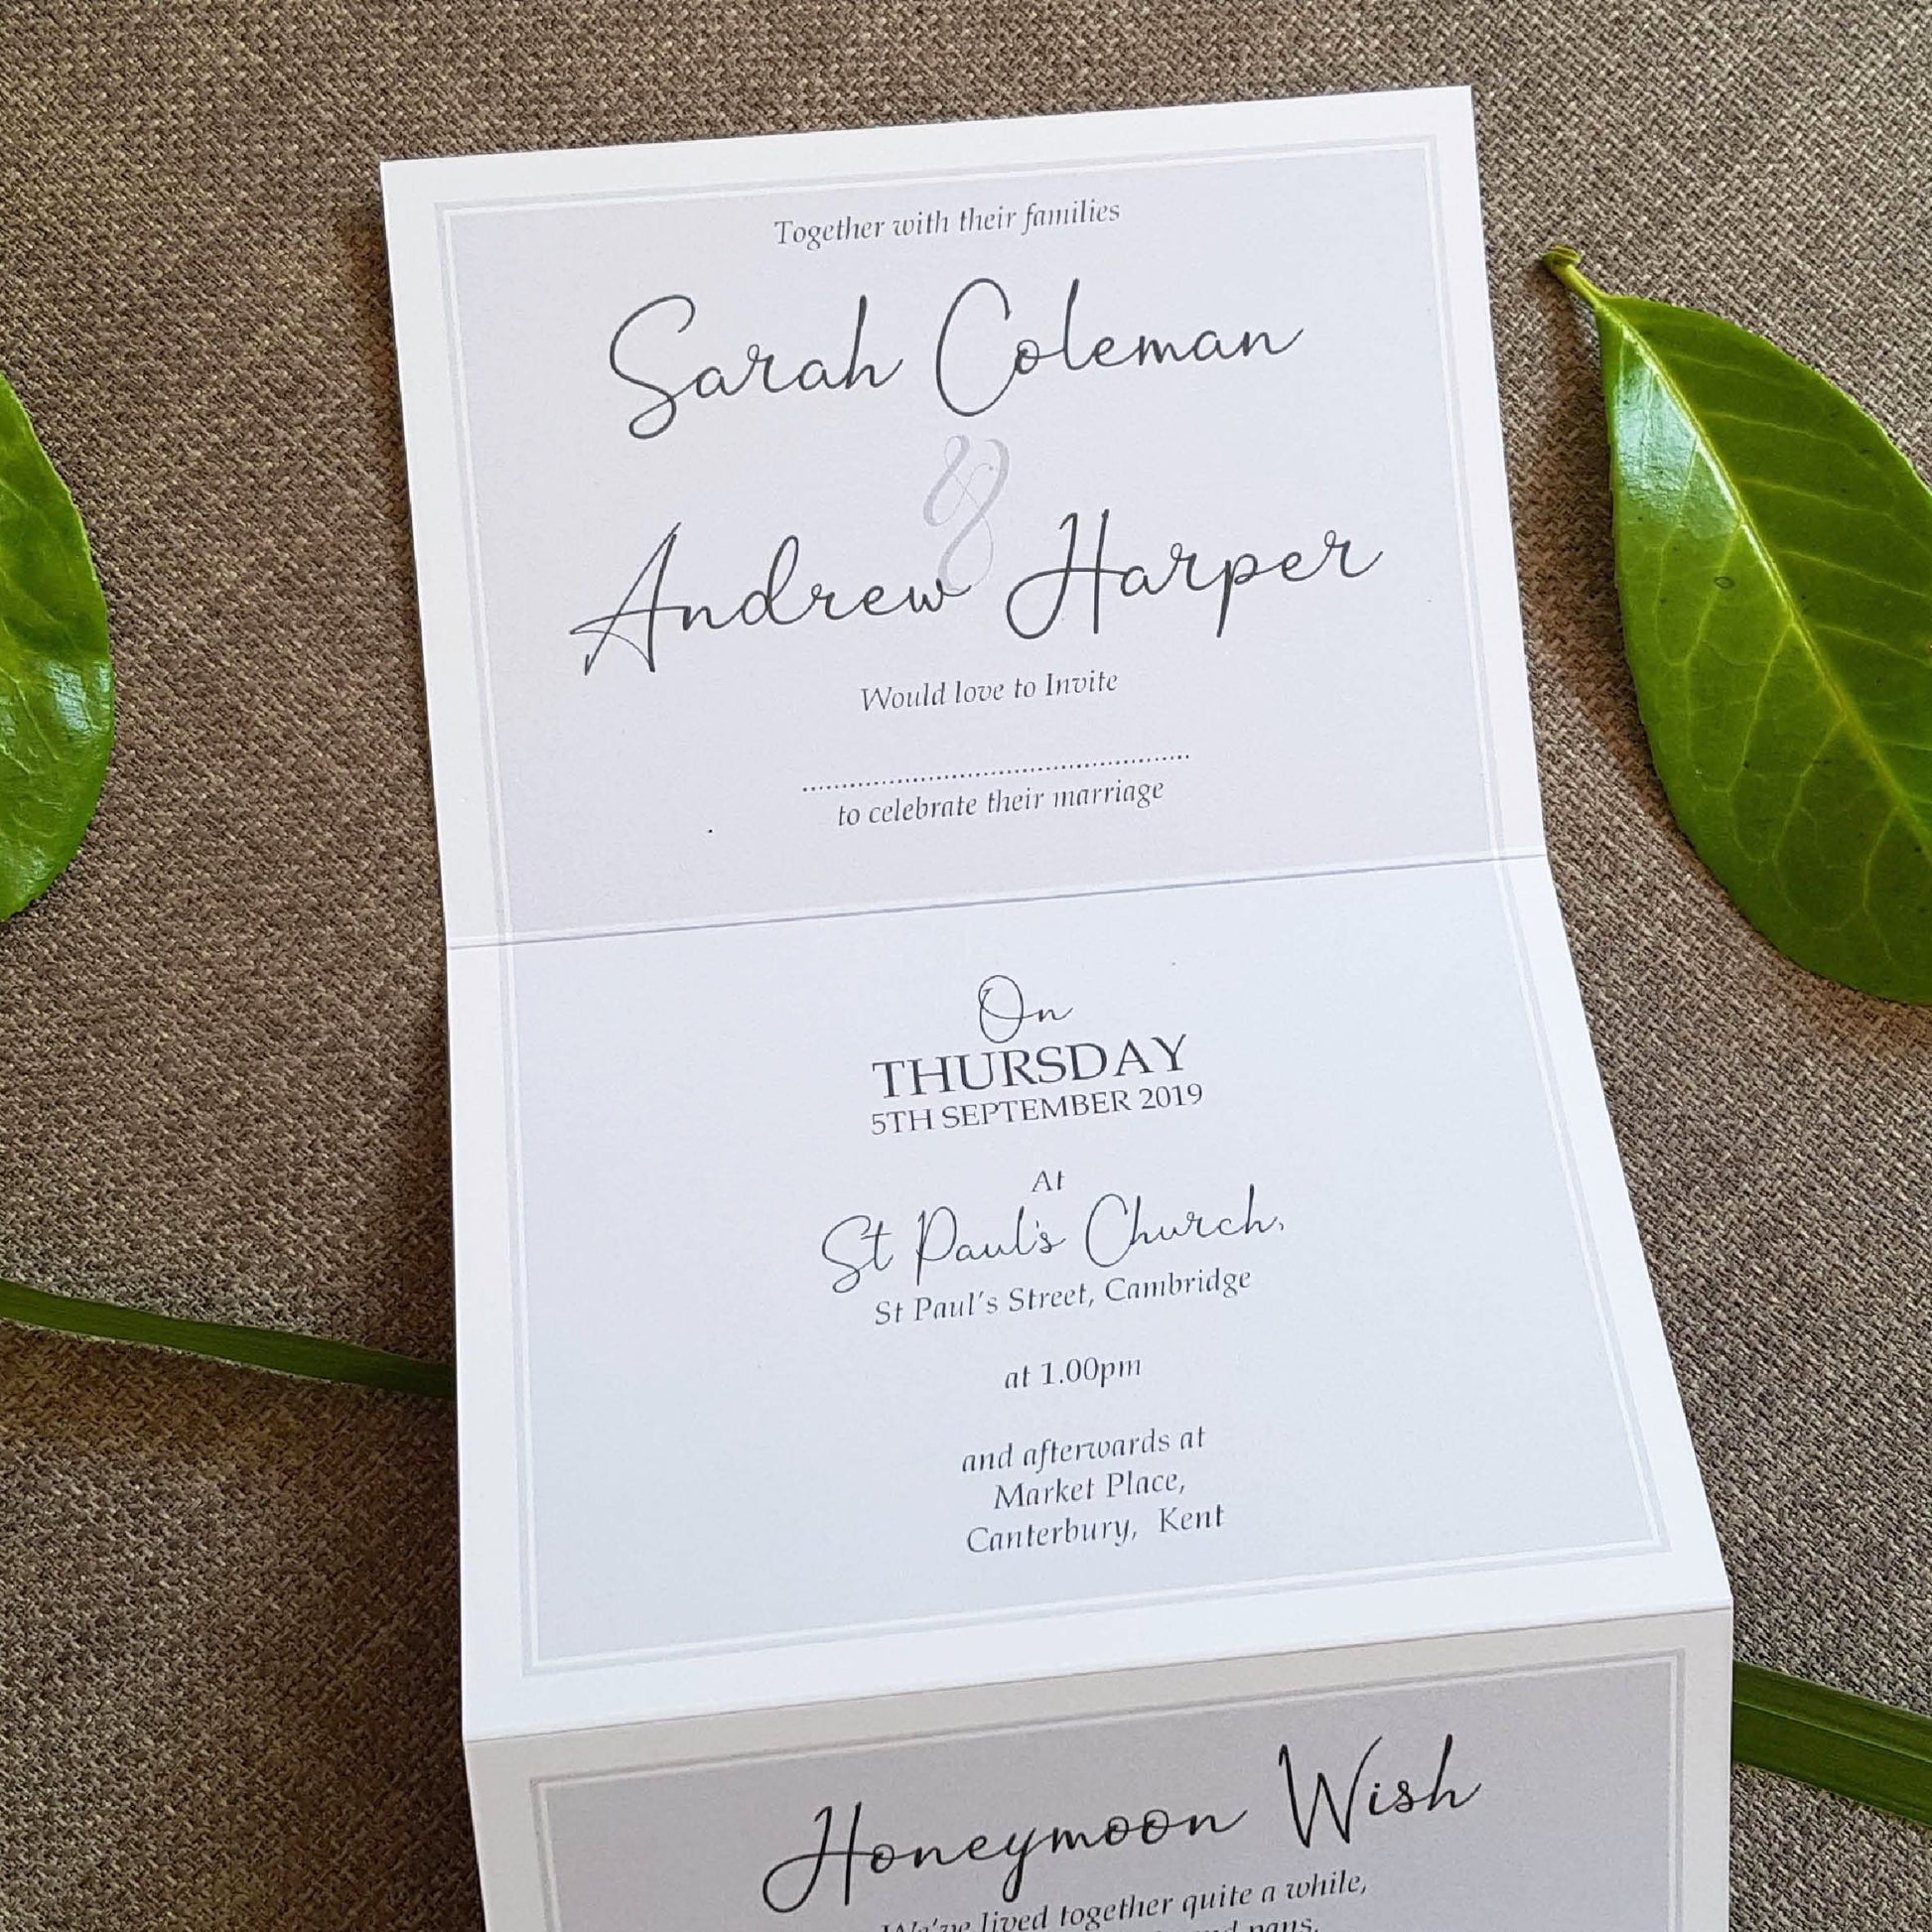 Together with their families
Sarah Coleman
&
Andrew Harper
Would love to Invite
to celebrate their marriage
On
THURSDAY
5TH SEPTEMBER 2019
At
St Paul's Church,
St Paul's Street, Cambridge
at 1.00pm
and afterwards at
Market Place,
Canterbury, Kent
Honeymoon Wish
We've lived together quite a while,
pans.